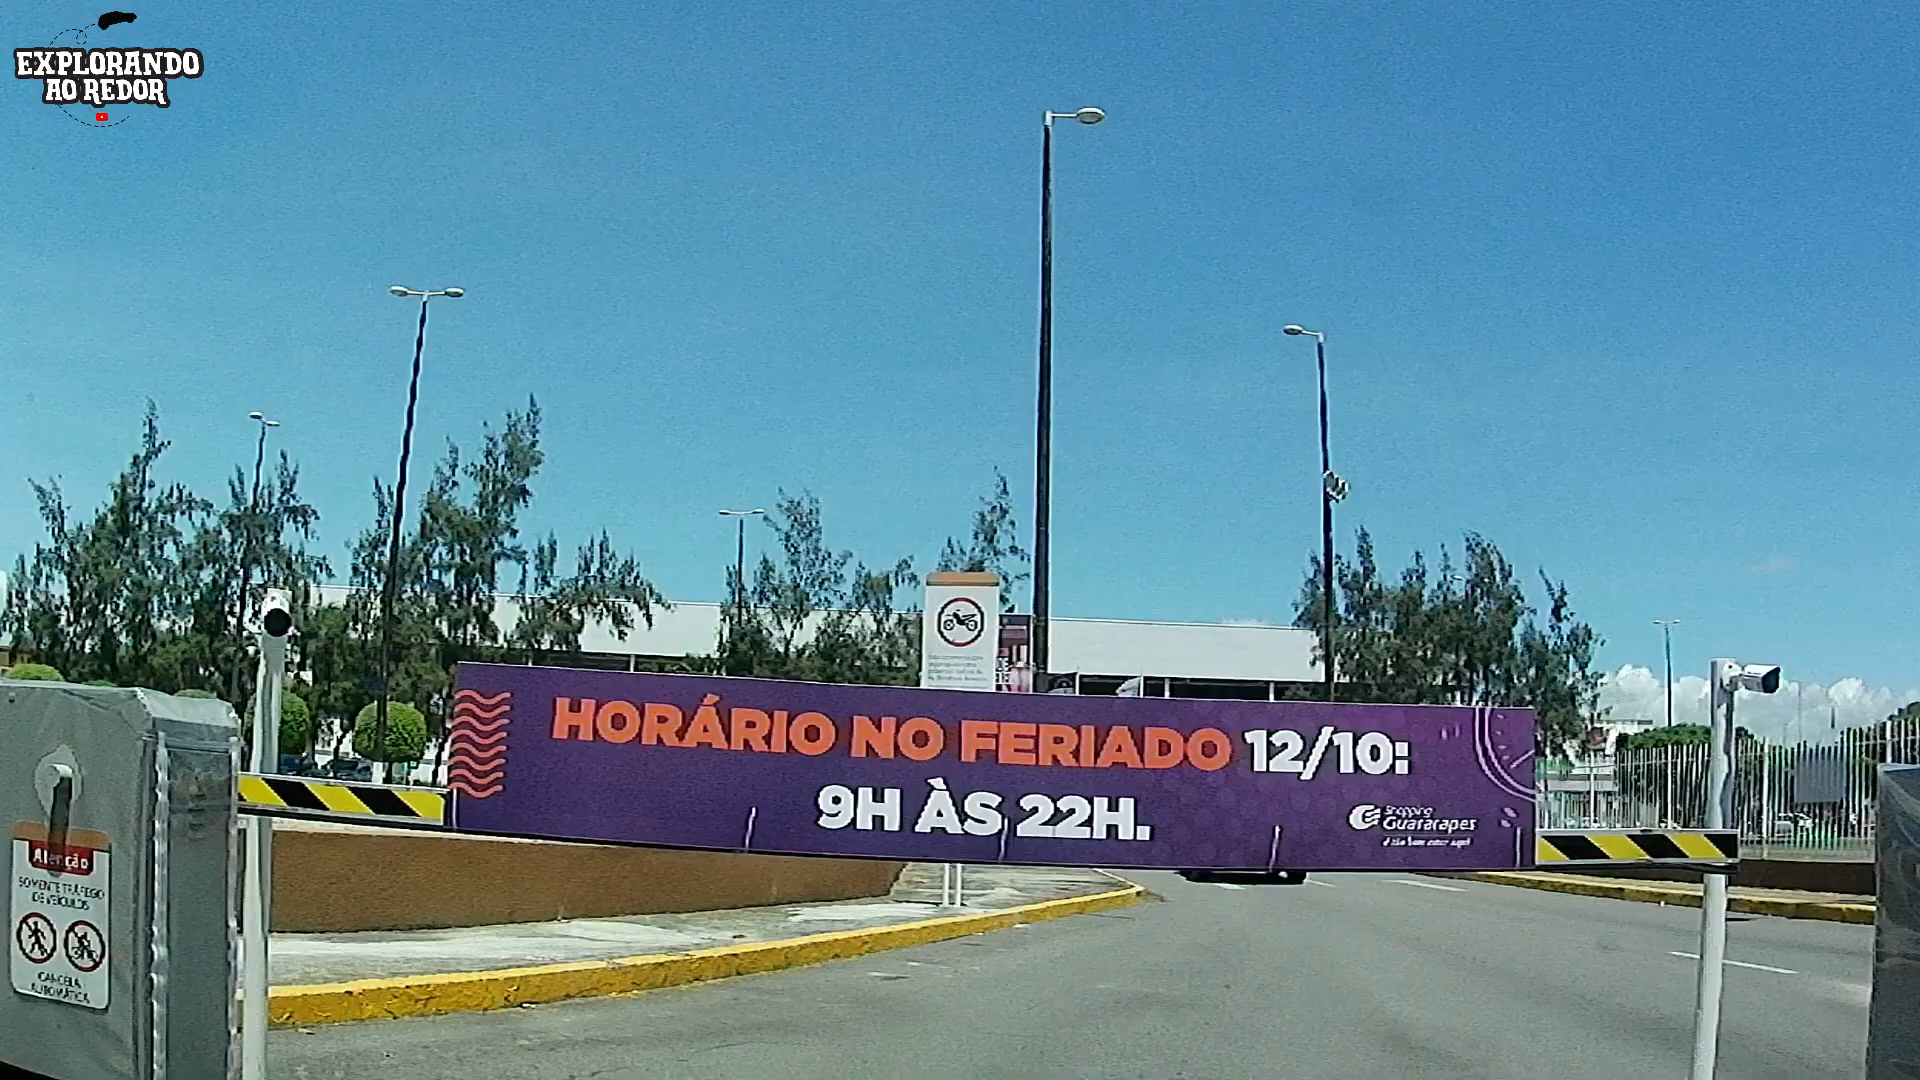 EXPLORANDO
AO REDOR
HORÁRIO NO FERIADO 12/10:
9H ÀS 22H.
Shopping
Guararapes
Atenção
SOMENTE TRÁFEGO
DE VEÍCULOS
CANCELA
AUTOMÁTICA